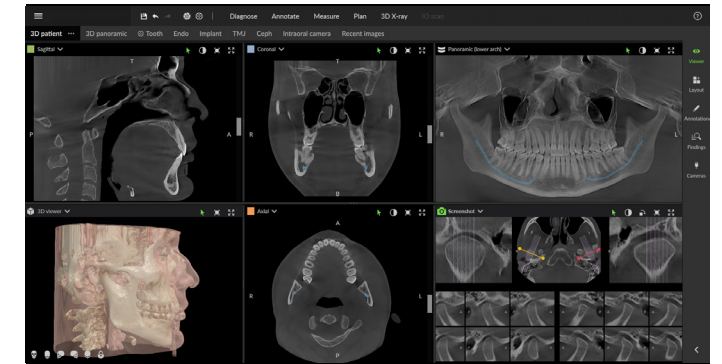 Diagnose Annotate Measure Plan 3D X-ray 3D scan
3D patient ••• 3D panoramic Tooth Endo Implant TMJ Ceph Intraoral camera Recent images
Sagittal
Coronal
Panoramic (lower arch)
Viewer
Layout
Annotations
Findings
Cameras
T
P
A
T
R
L
B
R
L
3D viewer
Axial
Screenshot
A
R
L
P